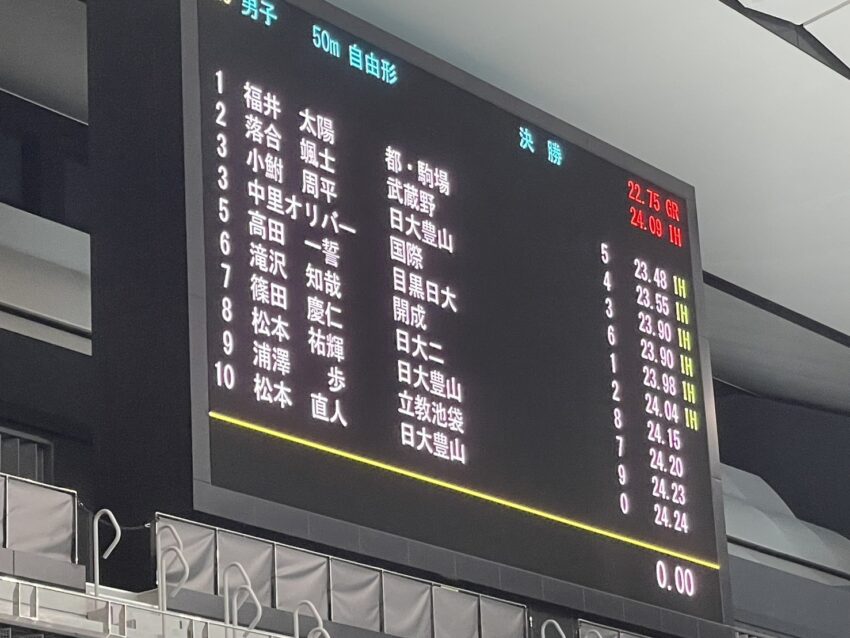 男子 50m 自由形 決勝
22.75 GR
24.09 IH
1 福井 太陽 都・駒場 5 23.48 IH
2 落合 颯士 武蔵野 4 23.55 IH
3 小鮒 周平 日大豊山 3 23.90 IH
3 中里オリバー 国際 6 23.90 IH
5 高田 一誓 目黒日大 1 23.98 IH
6 滝沢 知哉 開成 2 24.04 IH
7 篠田 慶仁 日大二 8 24.15
8 松本 祐輝 日大豊山 7 24.20
9 浦澤 歩 立教池袋 9 24.23
10 松本 直人 日大豊山 0 24.24
0.00